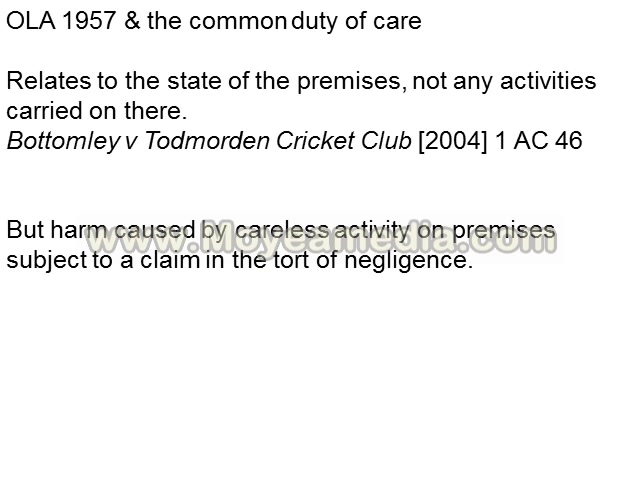 OLA 1957 & the common duty of care
Relates to the state of the premises, not any activities
carried on there.
Bottomley v Todmorden Cricket Club [2004] 1 AC 46
But harm caused by careless activity on premises
www.Moyeamedia.com
subject to a claim in the tort of negligence.